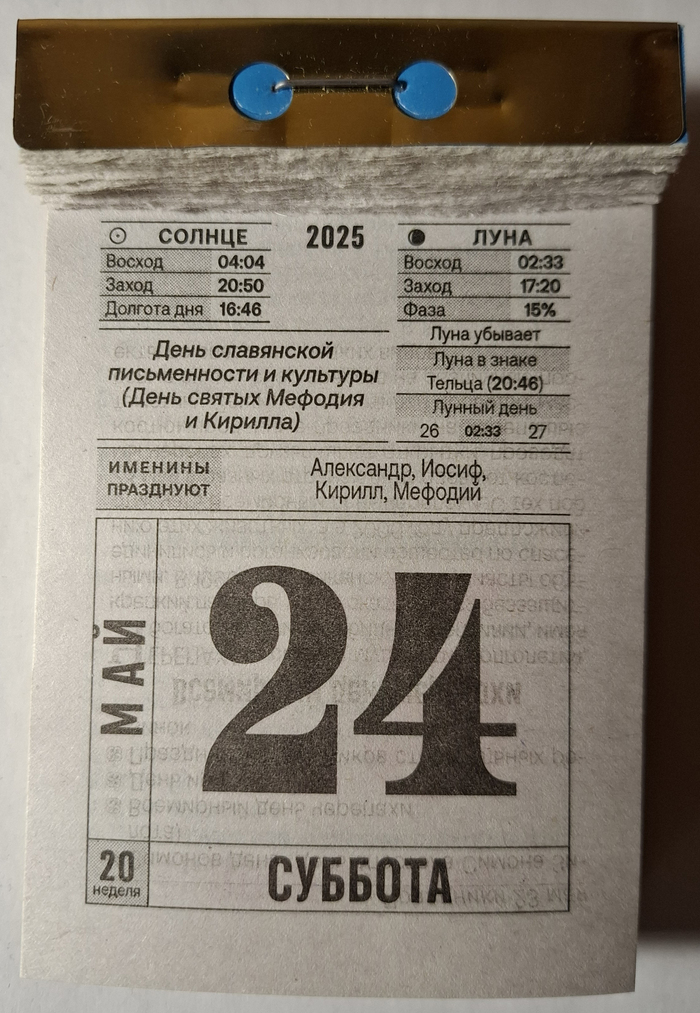 СОЛНЦЕ
Восход 04:04
Заход 20:50
Долгота дня 16:46
2025
ЛУНА
Восход 02:33
Заход 17:20
Фаза 15%
Луна убывает
Луна в знаке
Тельца (20:46)
Лунный день
26 02:33 27
День славянской
письменности и культуры
(День святых Мефодия
и Кирилла)
ИМЕНИНЫ
ПРАЗДНУЮТ
Александр, Иосиф,
Кирилл, Мефодий
МАЙ
24
20
неделя
СУББОТА